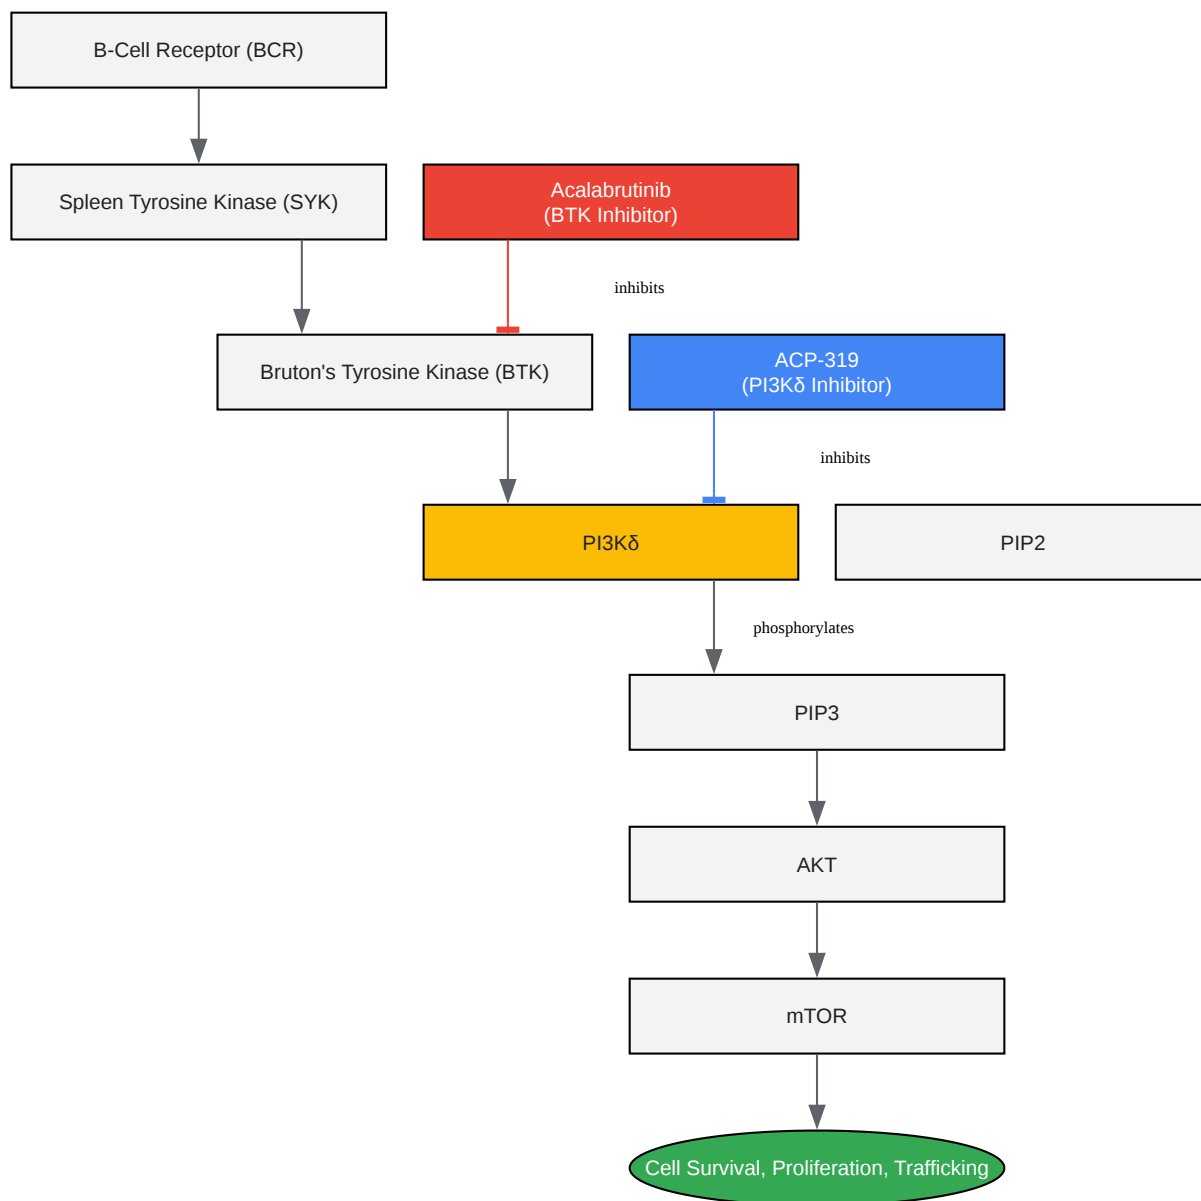 B-Cell Receptor (BCR)
Spleen Tyrosine Kinase (SYK)
Acalabrutinib
(BTK Inhibitor)
inhibits
Bruton's Tyrosine Kinase (BTK)
ACP-319
(PI3Kδ Inhibitor)
inhibits
PI3Kδ
PIP2
phosphorylates
PIP3
AKT
mTOR
Cell Survival, Proliferation, Trafficking